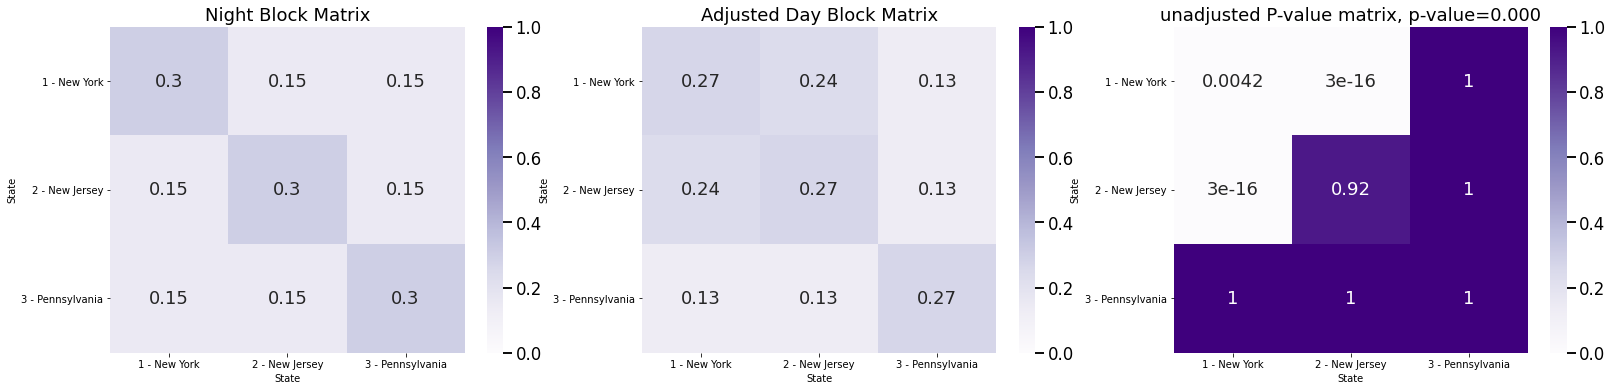 Night Block Matrix
State
1 - New York
2 - New Jersey
3 - Pennsylvania
0.3 0.15 0.15
0.15 0.3 0.15
0.15 0.15 0.3
1 - New York 2 - New Jersey 3 - Pennsylvania
State
1.0
0.8
0.6
0.4
0.2
0.0
Adjusted Day Block Matrix
State
1 - New York
2 - New Jersey
3 - Pennsylvania
0.27 0.24 0.13
0.24 0.27 0.13
0.13 0.13 0.27
1 - New York 2 - New Jersey 3 - Pennsylvania
State
1.0
0.8
0.6
0.4
0.2
0.0
unadjusted P-value matrix, p-value=0.000
State
1 - New York
2 - New Jersey
3 - Pennsylvania
0.0042 3e-16 1
3e-16 0.92 1
1 1 1
1 - New York 2 - New Jersey 3 - Pennsylvania
State
1.0
0.8
0.6
0.4
0.2
0.0